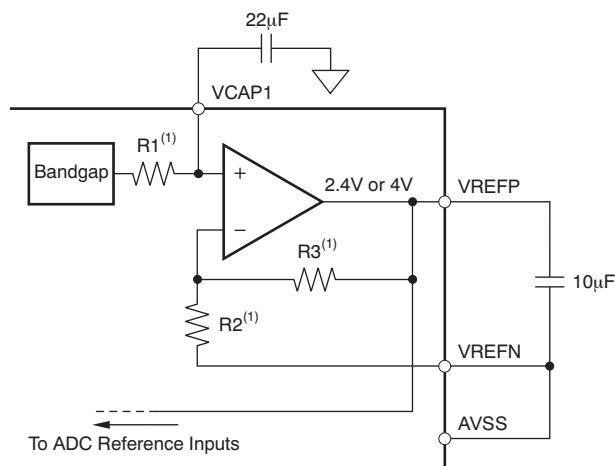 22μF
VCAP1
R1(1)
Bandgap
+
2.4V or 4V
VREFP
−
R3(1)
10μF
R2(1)
VREFN
AVSS
To ADC Reference Inputs